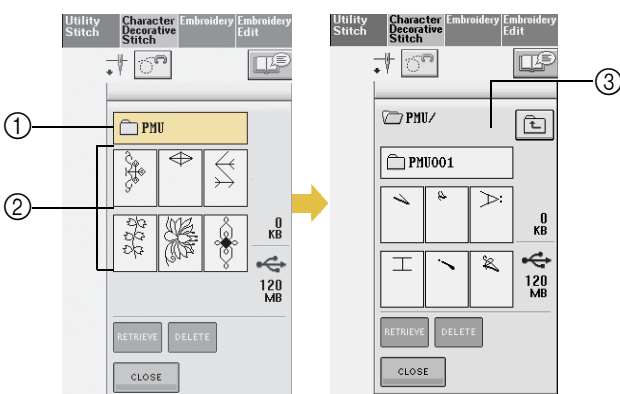 Utility Stitch
Character Decorative Stitch
Embroidery
Embroidery Edit
①
PMU
②
0 KB
120 MB
RETRIEVE
DELETE
CLOSE
Utility Stitch
Character Decorative Stitch
Embroidery
Embroidery Edit
③
PMU/
PMU001
0 KB
120 MB
RETRIEVE
DELETE
CLOSE